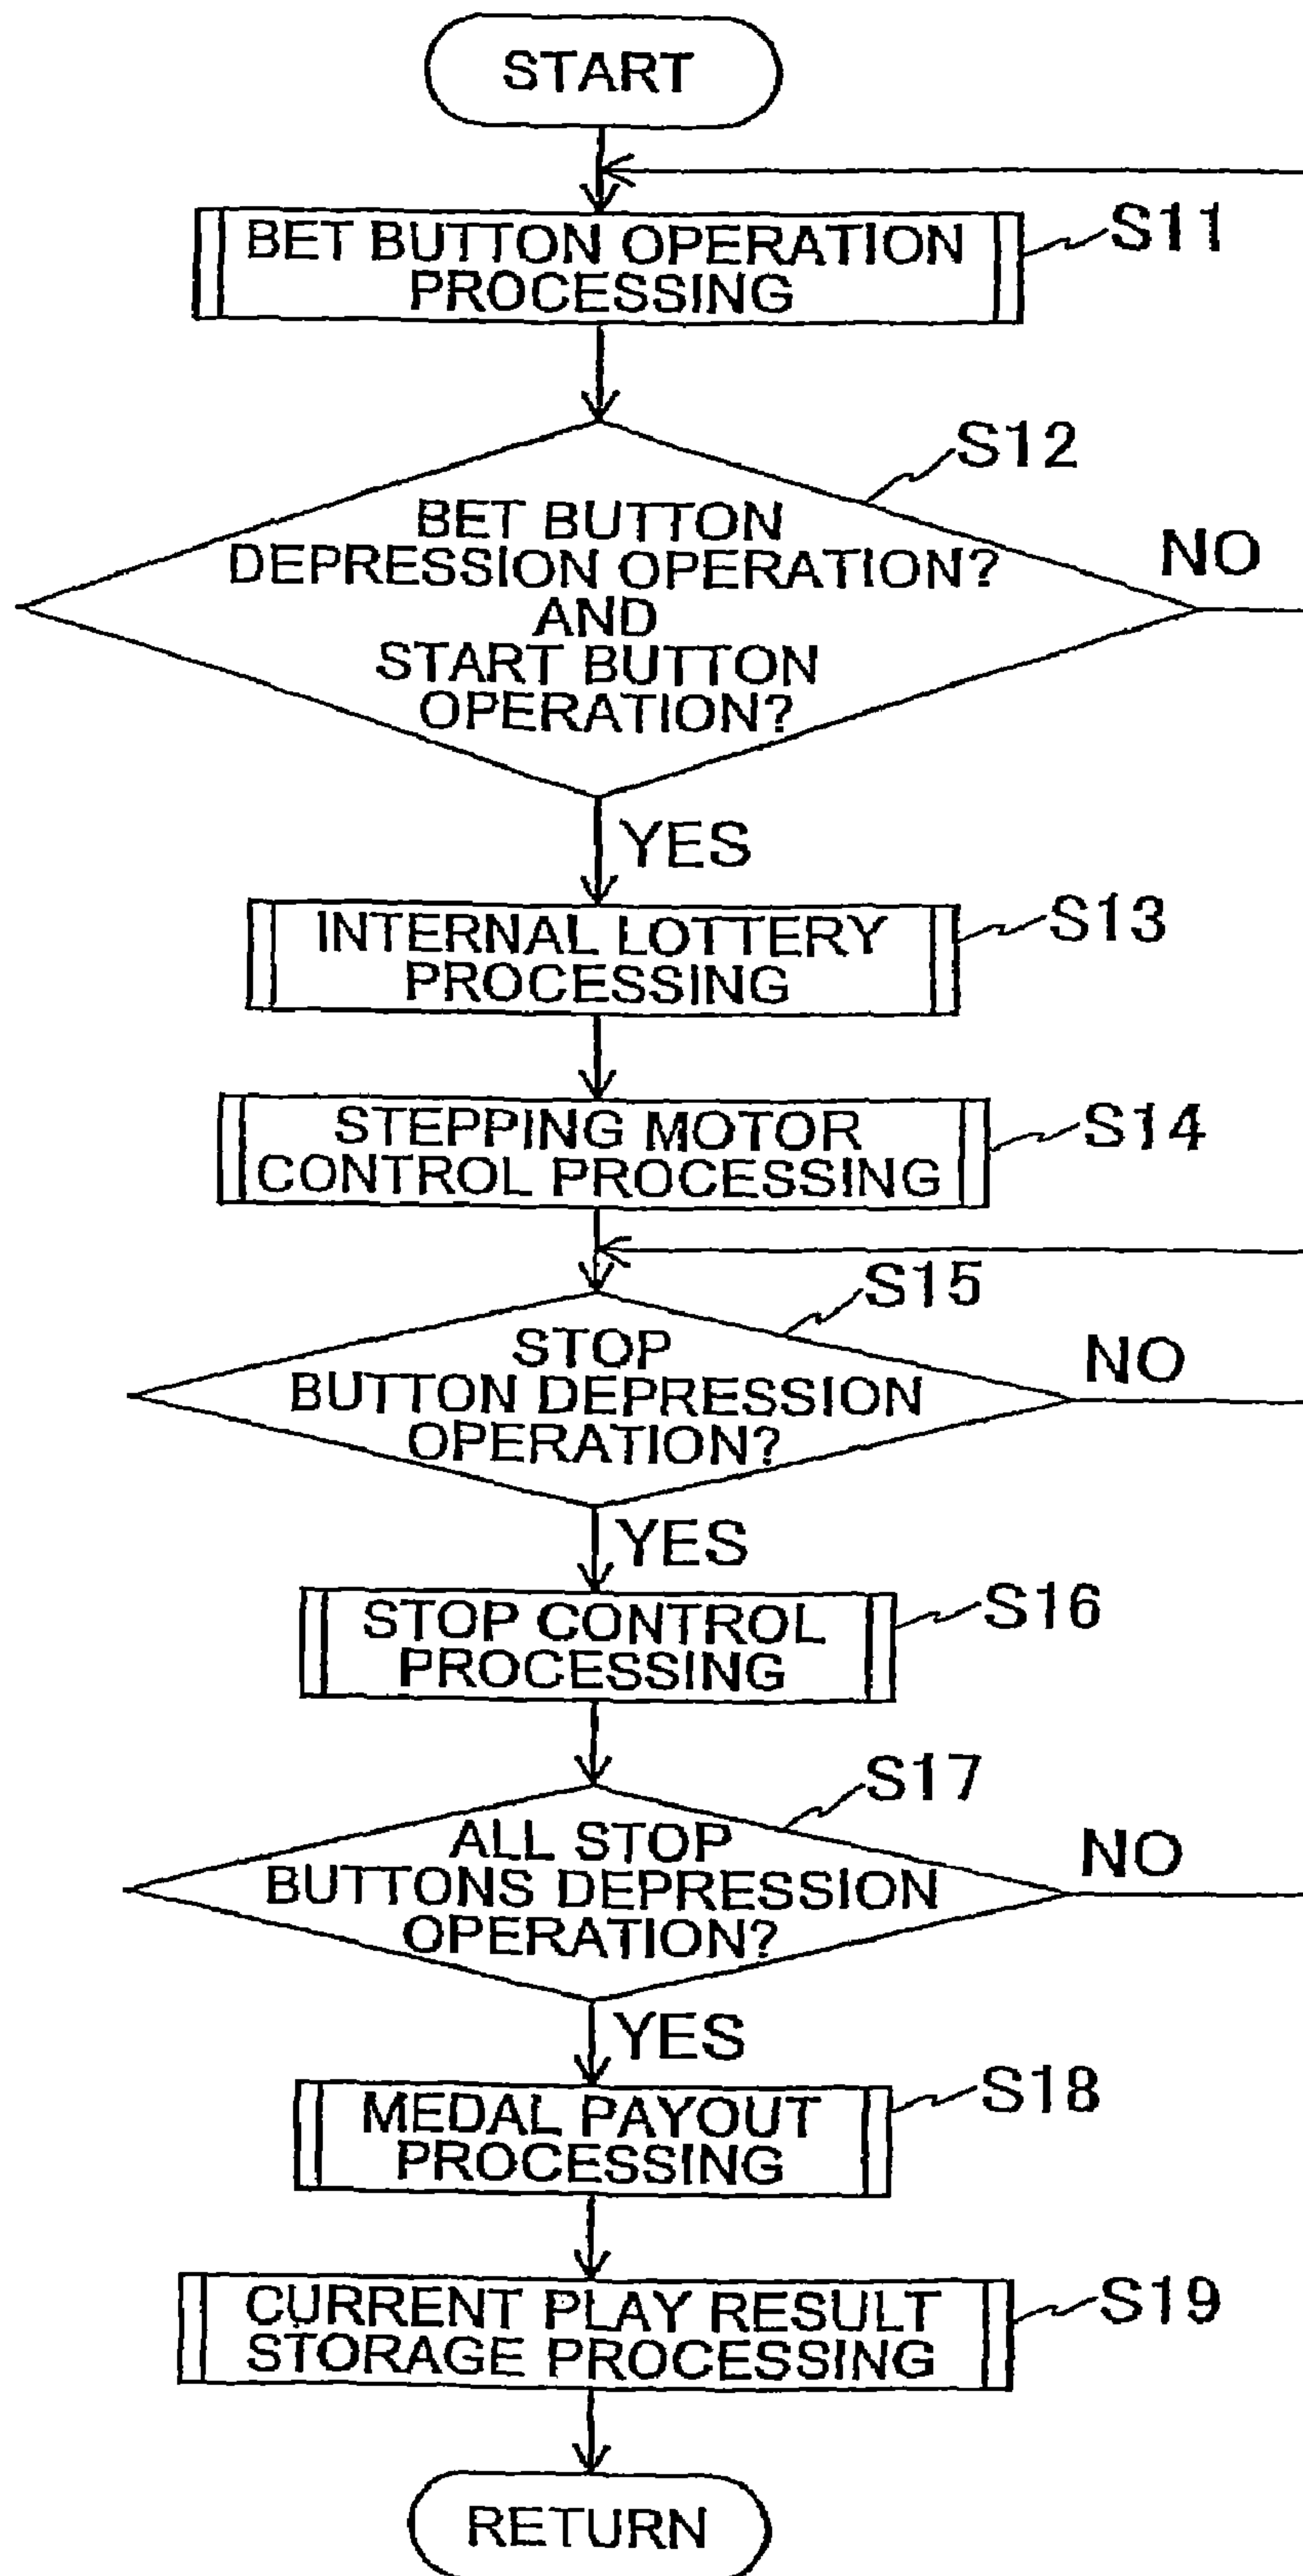 START
BET BUTTON OPERATION
PROCESSING
S11
S12
BET BUTTON
DEPRESSION OPERATION?
AND
START BUTTON
OPERATION?
NO
YES
INTERNAL LOTTERY
PROCESSING
S13
STEPPING MOTOR
CONTROL PROCESSING
S14
S15
STOP
BUTTON DEPRESSION
OPERATION?
NO
YES
STOP CONTROL
PROCESSING
S16
S17
ALL STOP
BUTTONS DEPRESSION
OPERATION?
NO
YES
MEDAL PAYOUT
PROCESSING
S18
CURRENT PLAY RESULT
STORAGE PROCESSING
S19
RETURN